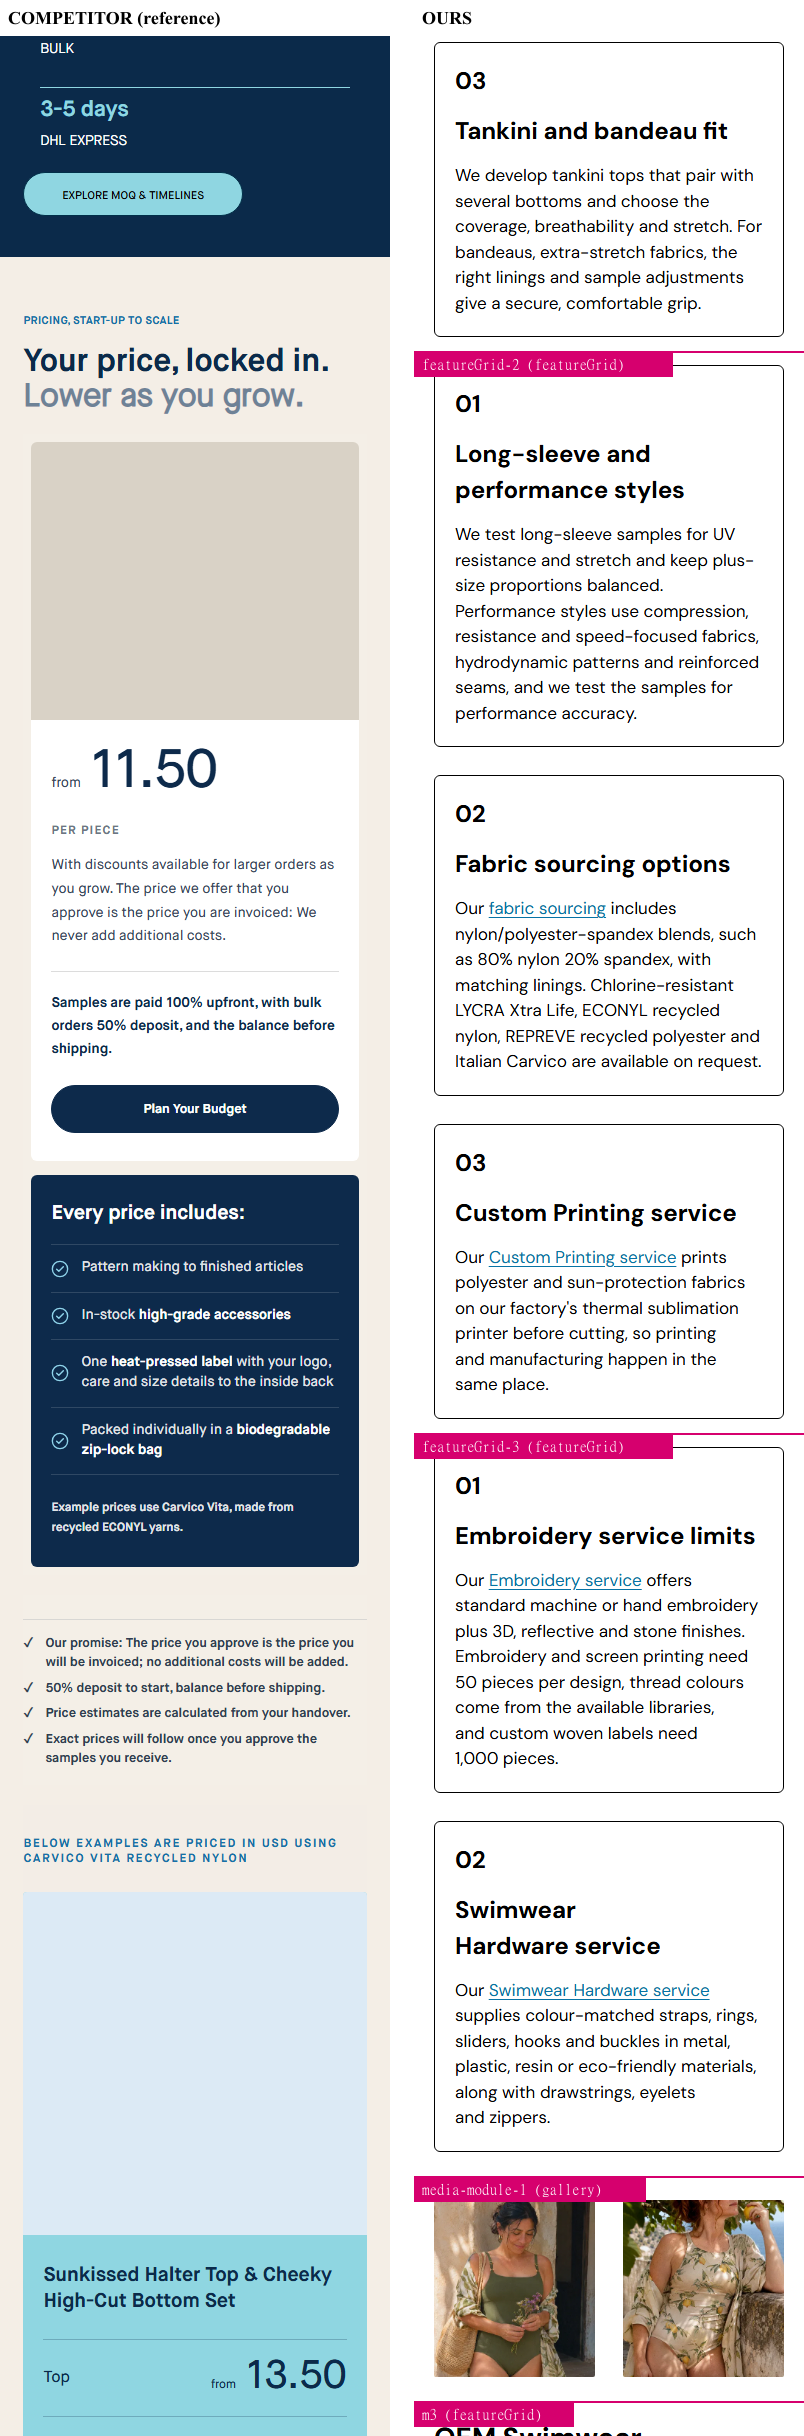 COMPETITOR (reference)
BULK
3-5 days
DHL EXPRESS
EXPLORE MOQ & TIMELINES
PRICING, START-UP TO SCALE
Your price, locked in.
Lower as you grow.
from 11.50
PER PIECE
With discounts available for larger orders as
you grow. The price we offer that you
approve is the price you are invoiced: We
never add additional costs.
Samples are paid 100% upfront, with bulk
orders 50% deposit, and the balance before
shipping.
Plan Your Budget
Every price includes:
Pattern making to finished articles
In-stock high-grade accessories
One heat-pressed label with your logo,
care and size details to the inside back
Packed individually in a biodegradable
zip-lock bag
Example prices use Carvico Vita, made from
recycled ECONYL yarns.
✓ Our promise: The price you approve is the price you
will be invoiced; no additional costs will be added.
✓ 50% deposit to start, balance before shipping.
✓ Price estimates are calculated from your handover.
✓ Exact prices will follow once you approve the
samples you receive.
BELOW EXAMPLES ARE PRICED IN USD USING
CARVICO VITA RECYCLED NYLON
Sunkissed Halter Top & Cheeky
High-Cut Bottom Set
Top from 13.50
OURS
03
Tankini and bandeau fit
We develop tankini tops that pair with
several bottoms and choose the
coverage, breathability and stretch. For
bandeaus, extra-stretch fabrics, the
right linings and sample adjustments
give a secure, comfortable grip.
featureGrid-2 (featureGrid)
01
Long-sleeve and
performance styles
We test long-sleeve samples for UV
resistance and stretch and keep plus-
size proportions balanced.
Performance styles use compression,
resistance and speed-focused fabrics,
hydrodynamic patterns and reinforced
seams, and we test the samples for
performance accuracy.
02
Fabric sourcing options
Our fabric sourcing includes
nylon/polyester-spandex blends, such
as 80% nylon 20% spandex, with
matching linings. Chlorine-resistant
LYCRA Xtra Life, ECONYL recycled
nylon, REPREVE recycled polyester and
Italian Carvico are available on request.
03
Custom Printing service
Our Custom Printing service prints
polyester and sun-protection fabrics
on our factory's thermal sublimation
printer before cutting, so printing
and manufacturing happen in the
same place.
featureGrid-3 (featureGrid)
01
Embroidery service limits
Our Embroidery service offers
standard machine or hand embroidery
plus 3D, reflective and stone finishes.
Embroidery and screen printing need
50 pieces per design, thread colours
come from the available libraries,
and custom woven labels need
1,000 pieces.
02
Swimwear
Hardware service
Our Swimwear Hardware service
supplies colour-matched straps, rings,
sliders, hooks and buckles in metal,
plastic, resin or eco-friendly materials,
along with drawstrings, eyelets
and zippers.
media-module-1 (gallery)
m3 (featureGrid)
OEM Swimwear